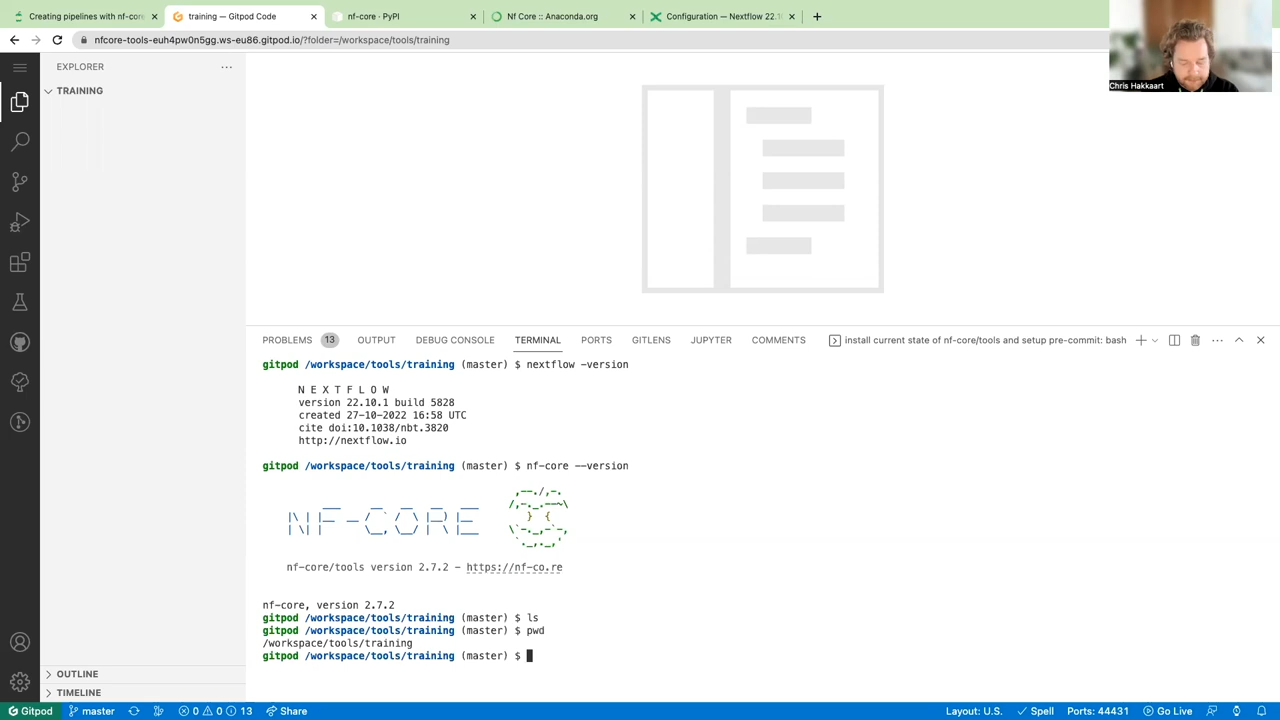 Creating pipelines with nf-core
training — Gitpod Code
nf-core · PyPI
Nf Core :: Anaconda.org
Configuration — Nextflow 22.1
nfcore-tools-euh4pw0n5gg.ws-eu86.gitpod.io/?folder=/workspace/tools/training
Chris Hakkaart
EXPLORER
TRAINING
PROBLEMS 13 OUTPUT DEBUG CONSOLE TERMINAL PORTS GITLENS JUPYTER COMMENTS install current state of nf-core/tools and setup pre-commit: bash
gitpod /workspace/tools/training (master) $ nextflow -version
N E X T F L O W
version 22.10.1 build 5828
created 27-10-2022 16:58 UTC
cite doi:10.1038/nbt.3820
http://nextflow.io
gitpod /workspace/tools/training (master) $ nf-core --version
nf-core/tools version 2.7.2 - https://nf-co.re
nf-core, version 2.7.2
gitpod /workspace/tools/training (master) $ ls
gitpod /workspace/tools/training (master) $ pwd
/workspace/tools/training
gitpod /workspace/tools/training (master) $
OUTLINE
TIMELINE
Gitpod master 0 0 13 Share Layout: U.S. Spell Ports: 44431 Go Live